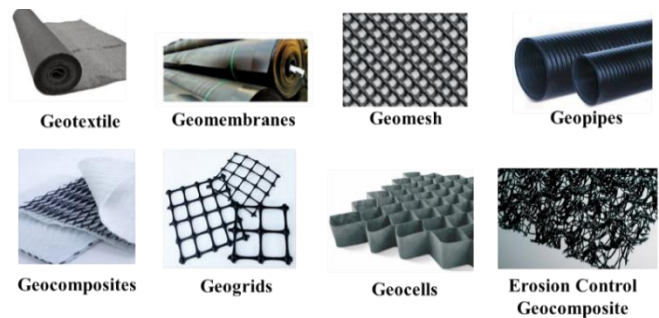 Geotextile
Geomembranes
Geomesh
Geopipes
Geocomposites
Geogrids
Geocells
Erosion Control
Geocomposite